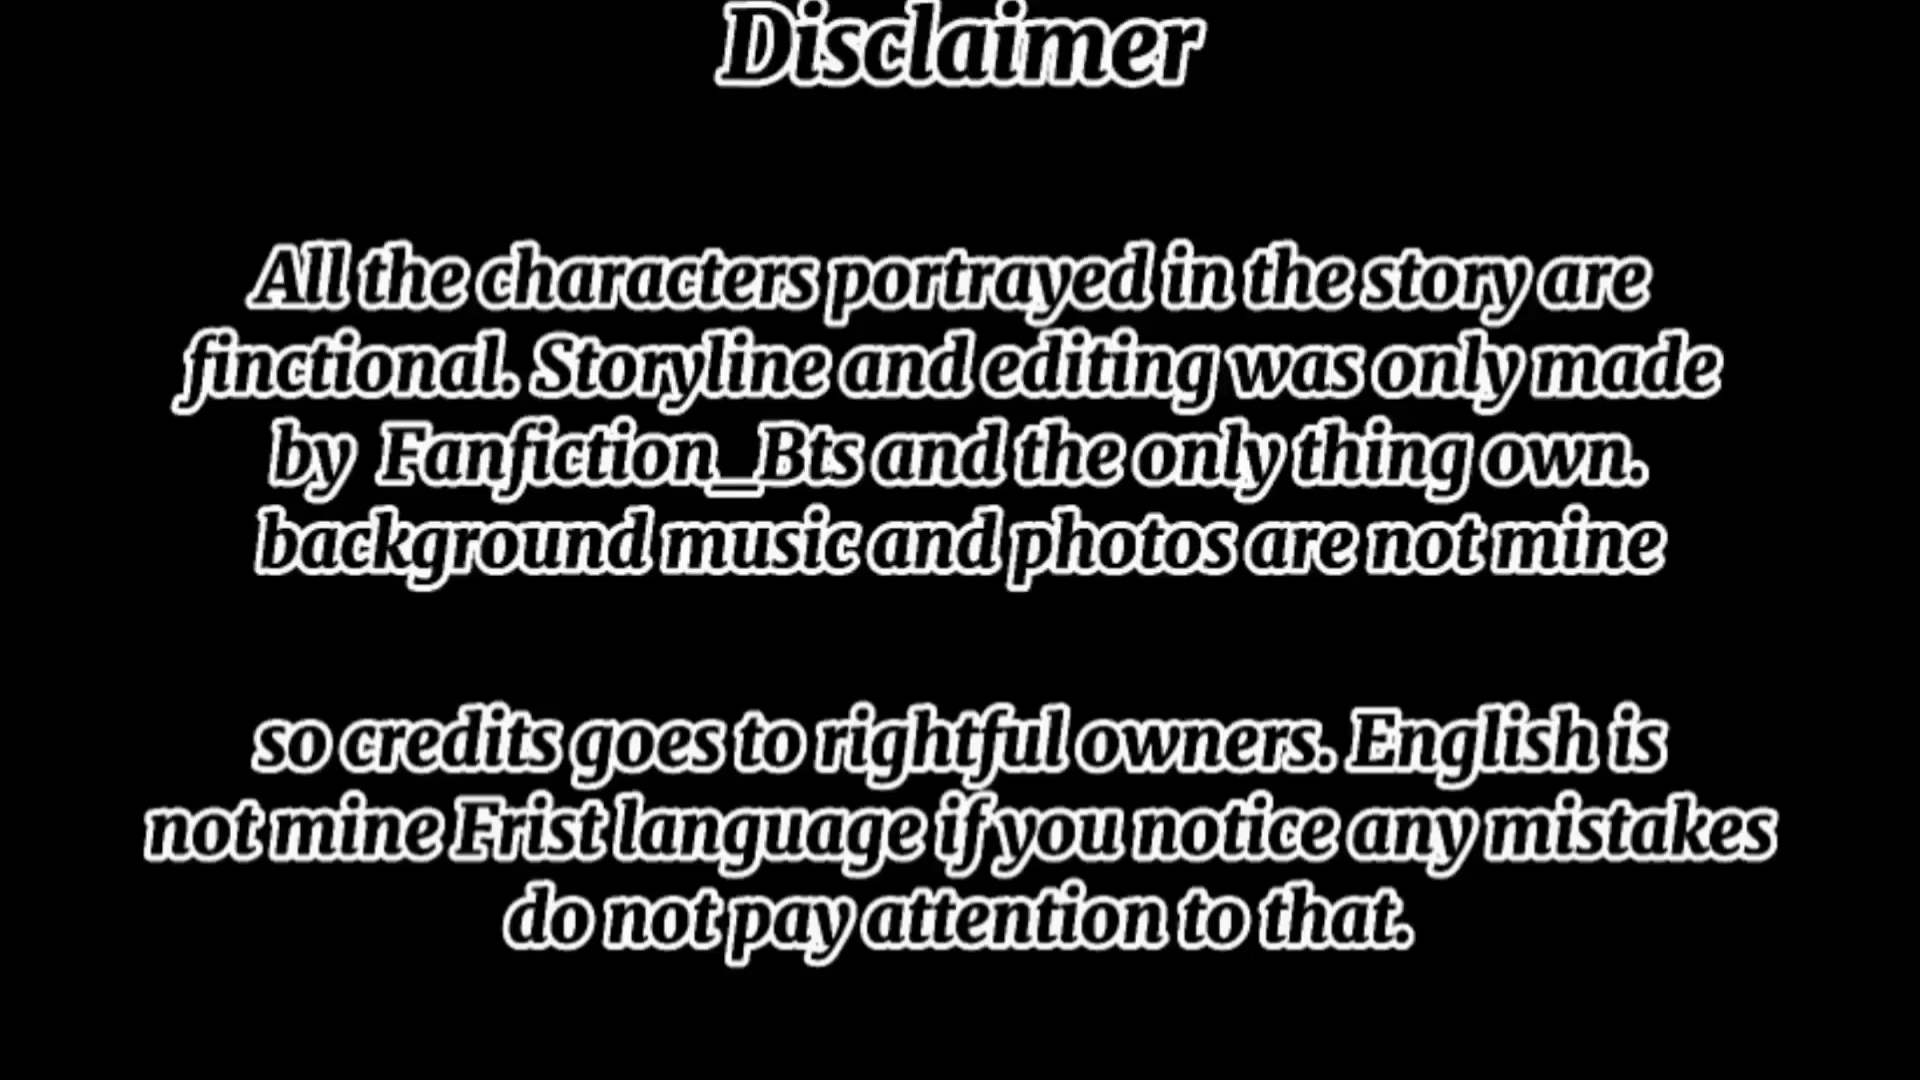 Disclaimer
All the characters portrayed in the story are
finctional. Storyline and editing was only made
by Fanfiction_Bts and the only thing own.
background music and photos are not mine
so credits goes to rightful owners. English is
not mine Frist language if you notice any mistakes
do not pay attention to that.